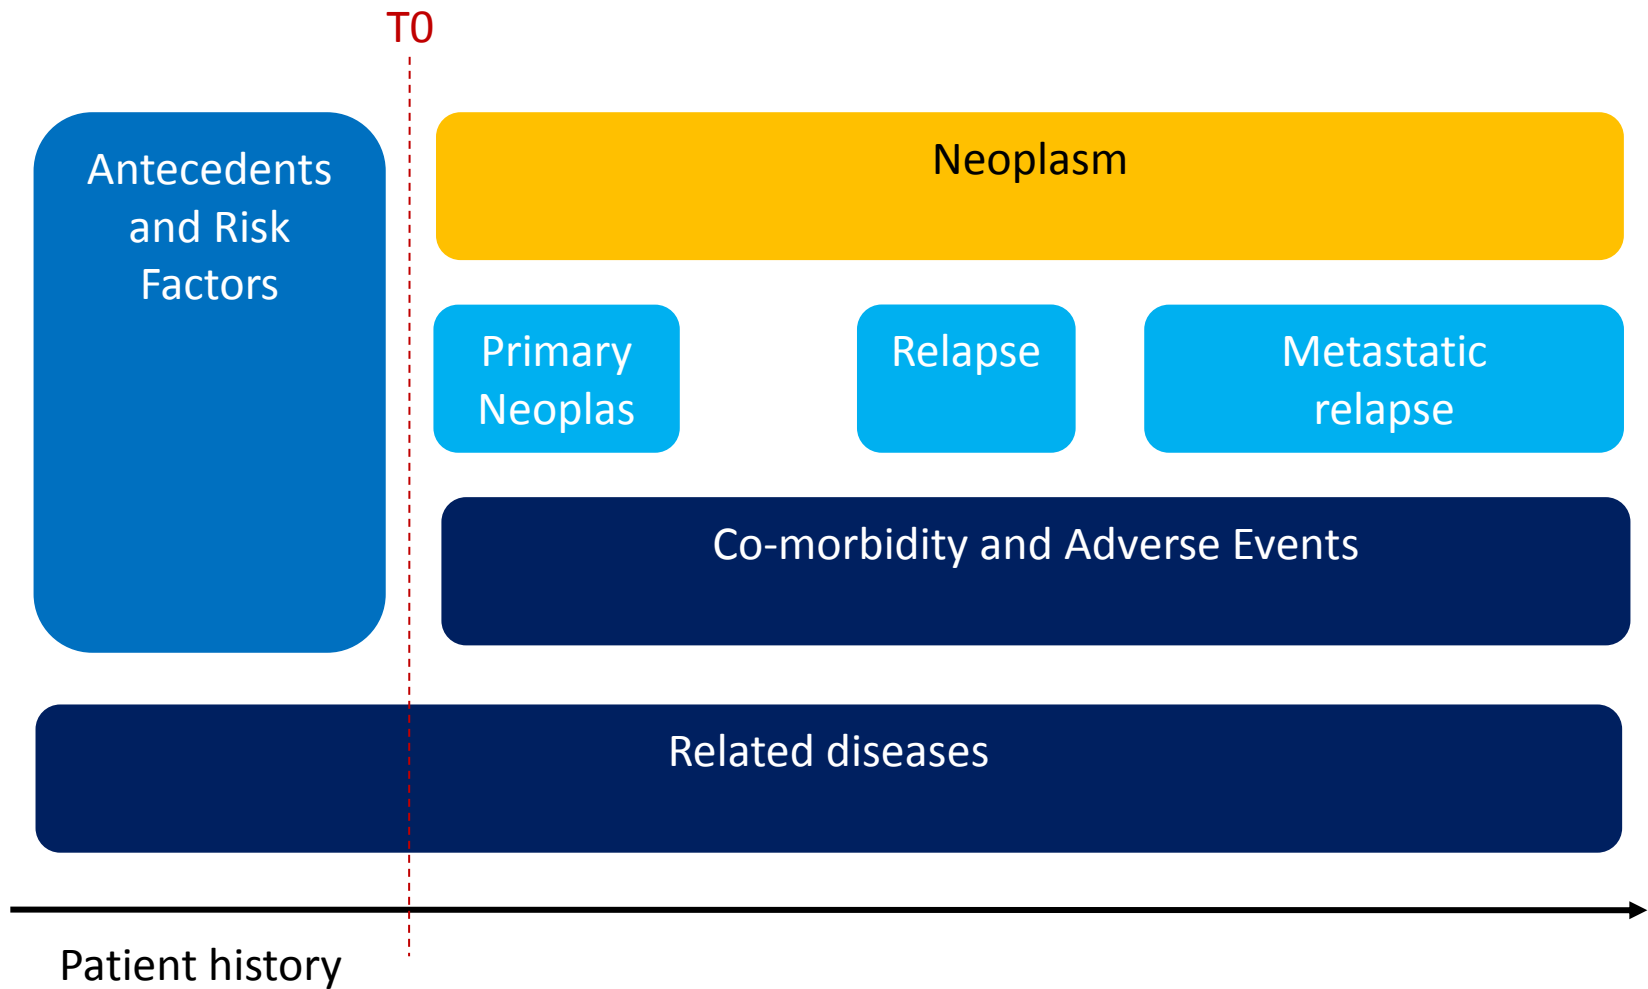 T0
Antecedents
and Risk
Factors
Neoplasm
Primary
Neoplas
Relapse
Metastatic
relapse
Co-morbidity and Adverse Events
Related diseases
Patient history